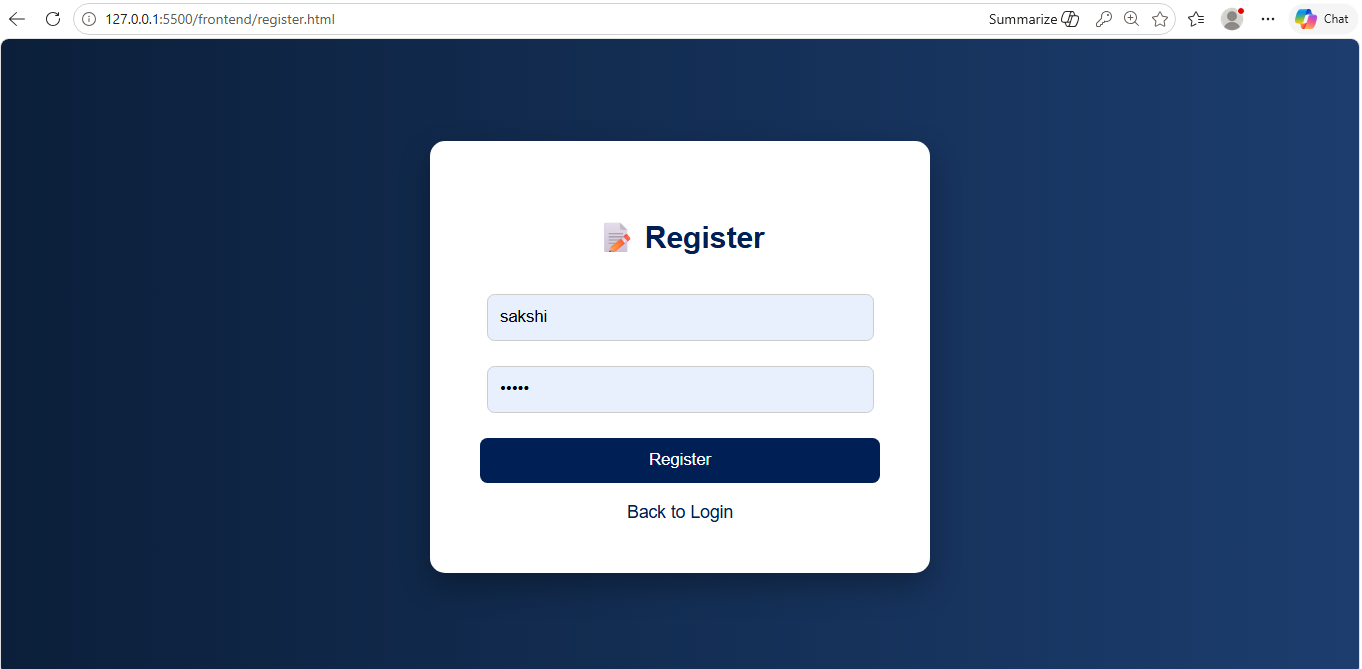 127.0.0.1:5500/frontend/register.html
Summarize
Chat
Register
sakshi
•••••
Register
Back to Login